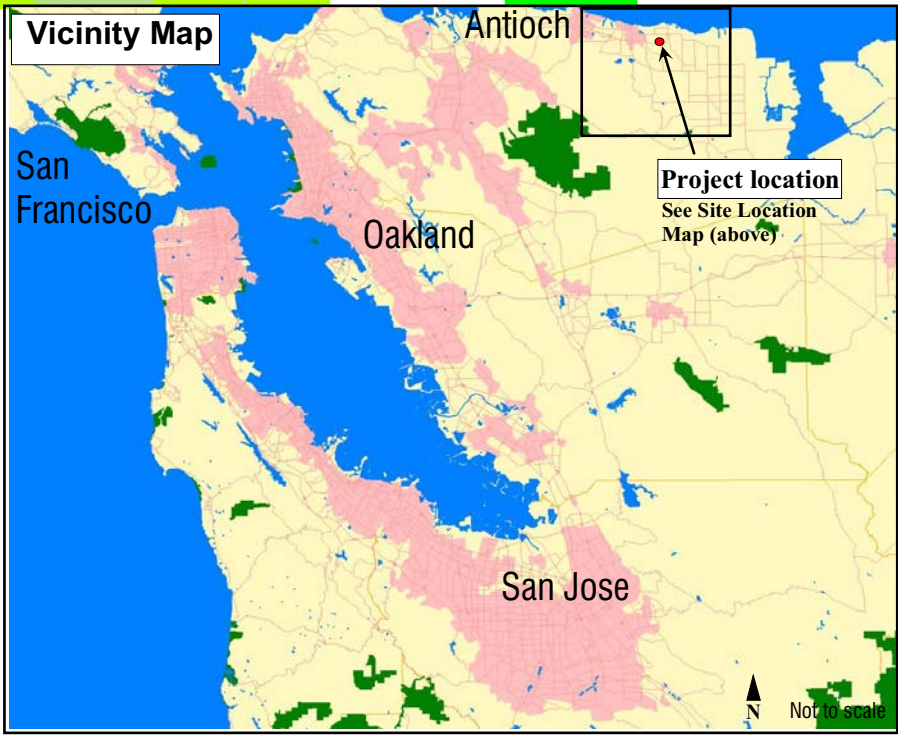 Vicinity Map
Antioch
San
Francisco
Project location
See Site Location
Map (above)
Oakland
San Jose
N
Not to scale